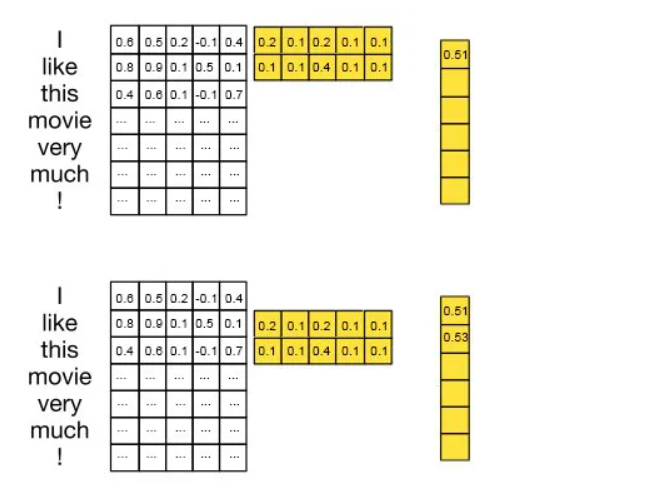 I 0.6 0.5 0.2 -0.1 0.4 0.2 0.1 0.2 0.1 0.1
0.51
like 0.8 0.9 0.1 0.5 0.1 0.1 0.1 0.4 0.1 0.1
this 0.4 0.6 0.1 -0.1 0.7
movie ... ... ... ... ...
very ... ... ... ... ...
much ... ... ... ... ...
! ... ... ... ... ...
I 0.6 0.5 0.2 -0.1 0.4
0.51
like 0.8 0.9 0.1 0.5 0.1 0.2 0.1 0.2 0.1 0.1
0.53
this 0.4 0.6 0.1 -0.1 0.7 0.1 0.1 0.4 0.1 0.1
movie ... ... ... ... ...
very ... ... ... ... ...
much ... ... ... ... ...
! ... ... ... ... ...